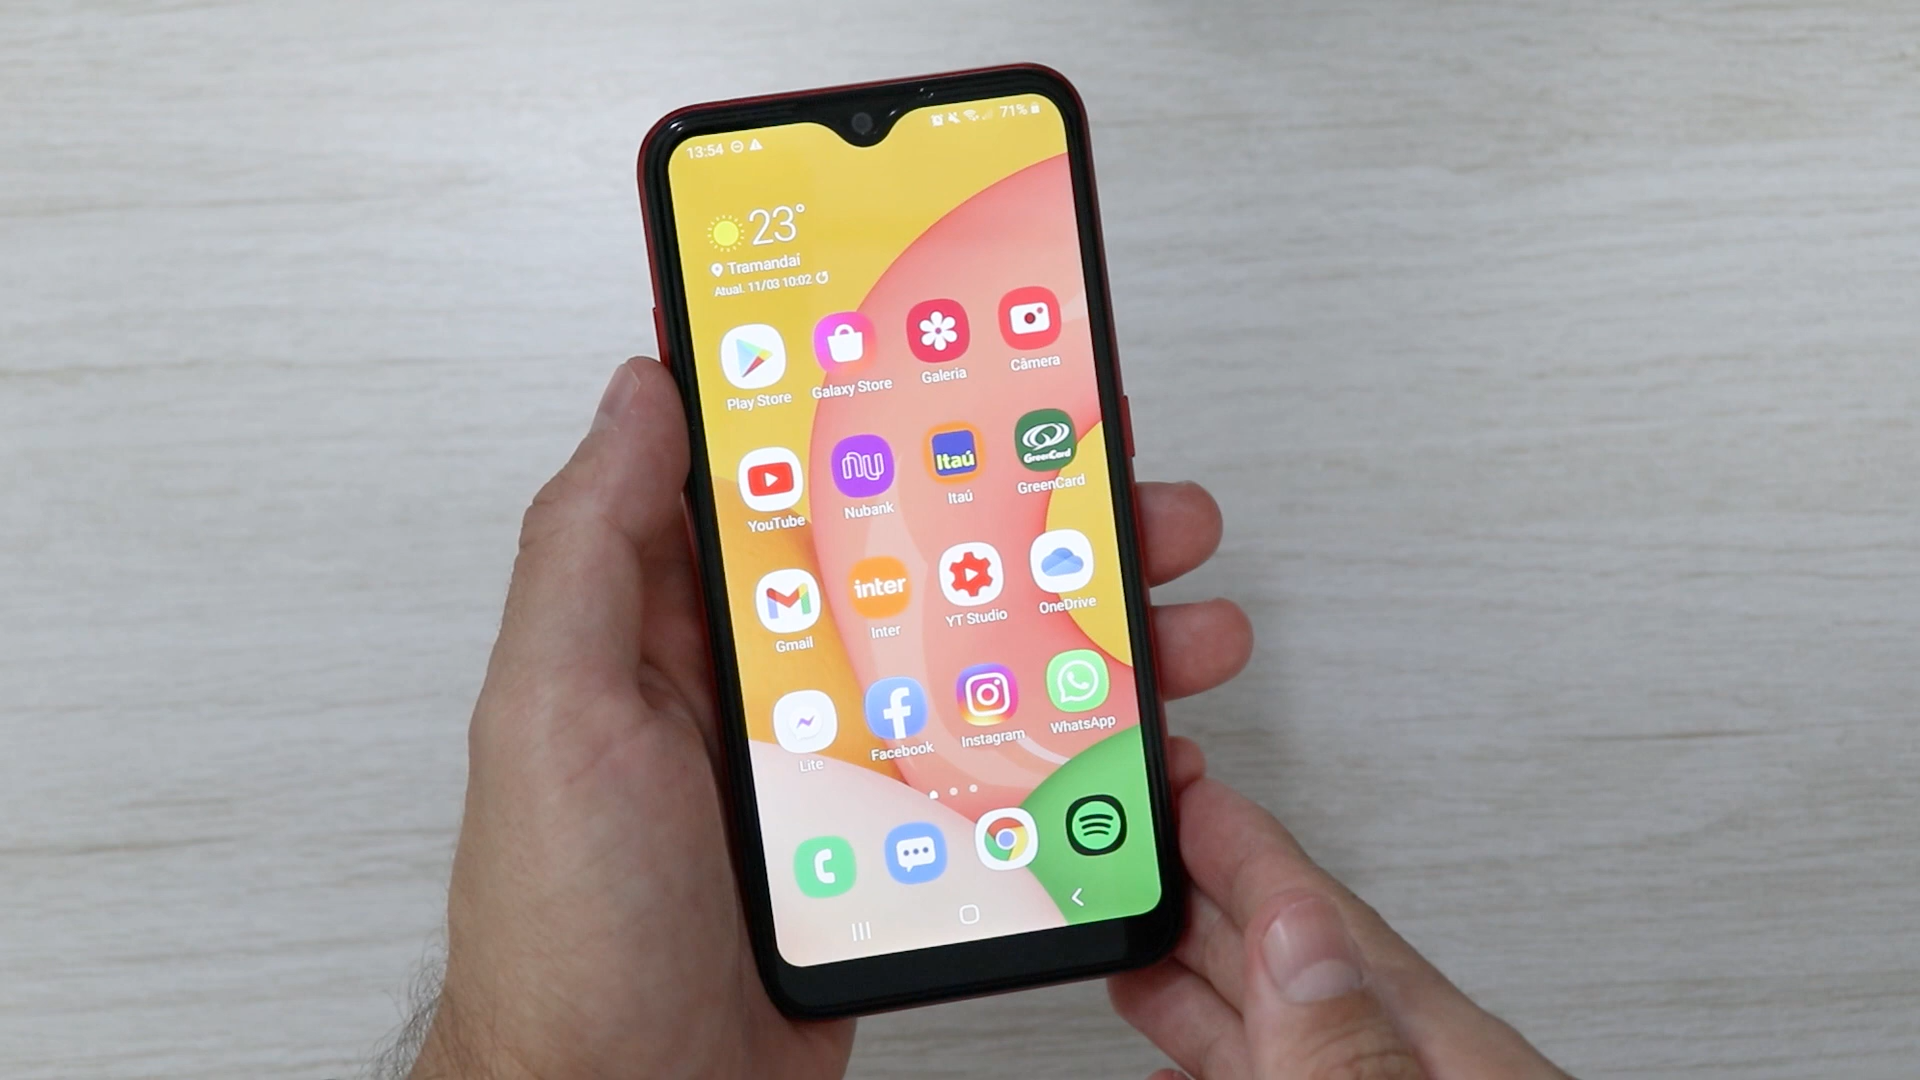 13:54
71%
23°
Tramandaí
Atual. 11/03 10:02
Play Store
Galaxy Store
Galeria
Câmera
nu
Itaú
GreenCard
YouTube
Nubank
Itaú
GreenCard
inter
Gmail
Inter
YT Studio
OneDrive
Lite
Facebook
Instagram
WhatsApp